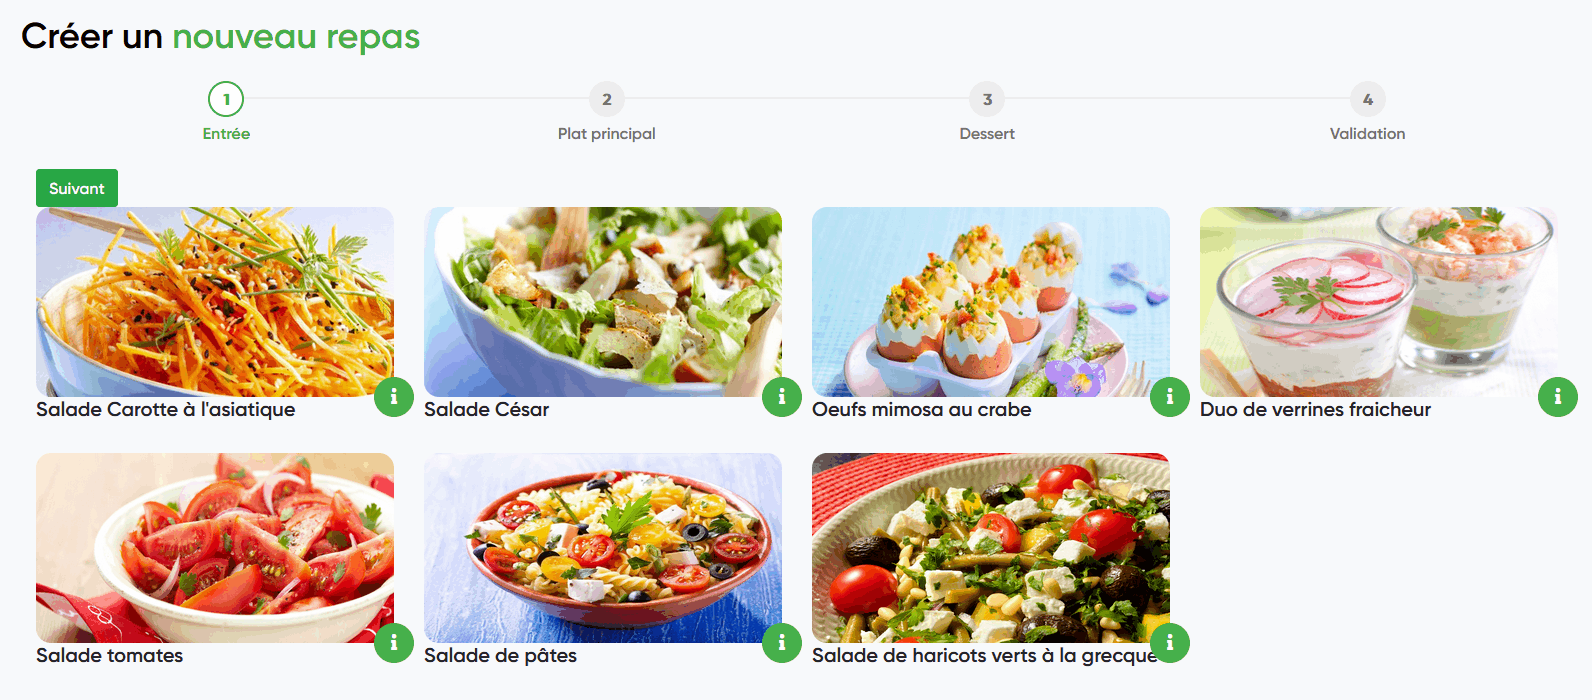 Créer un nouveau repas
1
2
3
4
Entrée
Plat principal
Dessert
Validation
Suivant
i
i
i
i
Salade Carotte à l'asiatique
Salade César
Oeufs mimosa au crabe
Duo de verrines fraicheur
i
i
i
Salade tomates
Salade de pâtes
Salade de haricots verts à la grecque